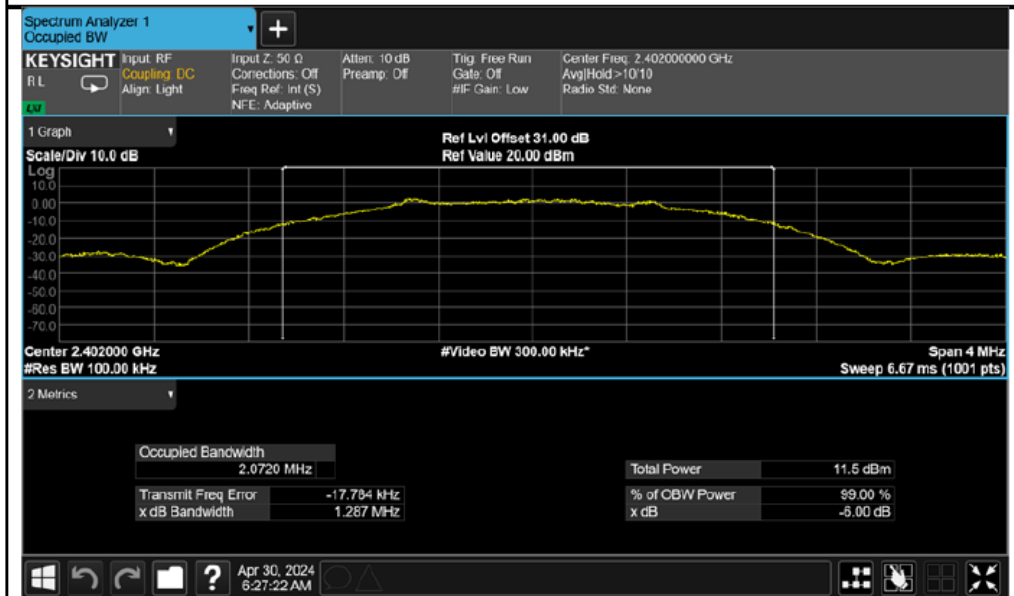 Spectrum Analyzer 1
Occupied BW
KEYSIGHT
R L
LXI
Input: RF
Coupling: DC
Align: Light
Input Z: 50 Ω
Corrections: Off
Freq Ref: Int (S)
NFE: Adaptive
Atten: 10 dB
Preamp: Off
Trig: Free Run
Gate: Off
#IF Gain: Low
Center Freq: 2.402000000 GHz
Avg|Hold:>10/10
Radio Std: None
1 Graph
Scale/Div 10.0 dB
Ref Lvl Offset 31.00 dB
Ref Value 20.00 dBm
Log
10.0
0.00
-10.0
-20.0
-30.0
-40.0
-50.0
-60.0
-70.0
Center 2.402000 GHz
#Video BW 300.00 kHz*
Span 4 MHz
#Res BW 100.00 kHz
Sweep 6.67 ms (1001 pts)
2 Metrics
Occupied Bandwidth
2.0720 MHz
Total Power 11.5 dBm
Transmit Freq Error -17.784 kHz
% of OBW Power 99.00 %
x dB Bandwidth 1.287 MHz
x dB -6.00 dB
?
Apr 30, 2024
6:27:22 AM